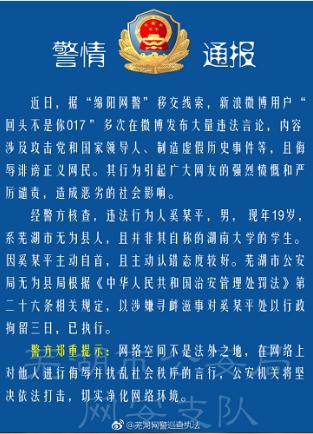 警情 通报
近日，据“绵阳网警”移交线索，新浪微博用户“
回头不是你017”多次在微博发布大量违法言论，内容
涉及攻击党和国家领导人、制造虚假历史事件等，且侮
辱诽谤正义网民。其行为引起广大网友的强烈愤慨和严
厉谴责，造成恶劣的社会影响。
经警方核查，违法行为人奚某平，男，现年19岁，
系芜湖市无为县人，且并非其自称的湖南大学的学生。
因奚某平主动自首，且主动认错态度较好。芜湖市公安
局无为县局根据《中华人民共和国治安管理处罚法》第
二十六条相关规定，以涉嫌寻衅滋事对奚某平处以行政
拘留三日，已执行。
警方郑重提示：网络空间不是法外之地，在网络上
对他人进行侮辱并扰乱社会秩序的言行，公安机关将坚
决依法打击，切实净化网络环境。
网安支队
@芜湖网警巡查执法